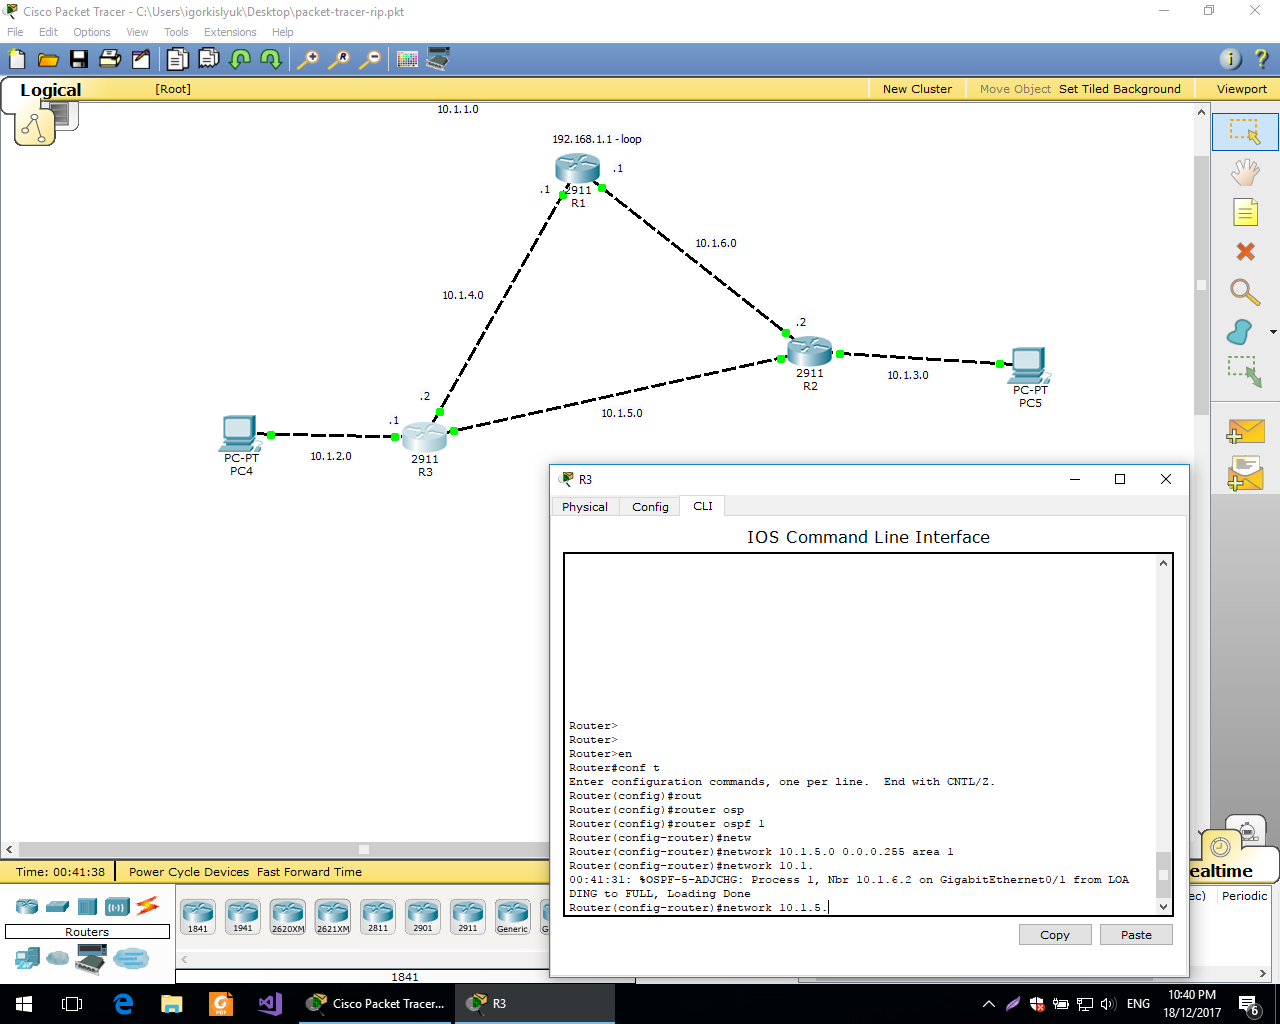 Cisco Packet Tracer - C:\Users\igorkislyuk\Desktop\packet-tracer-rip.pkt
File Edit Options View Tools Extensions Help
Logical
[Root]
New Cluster
Move Object
Set Tiled Background
Viewport
10.1.1.0
192.168.1.1 - loop
.1
.1
2911
R1
10.1.6.0
10.1.4.0
.2
2911
R2
10.1.3.0
PC-PT
PC5
.2
10.1.5.0
.1
PC-PT
PC4
10.1.2.0
2911
R3
R3
Physical
Config
CLI
IOS Command Line Interface
Router>
Router>
Router>en
Router#conf t
Enter configuration commands, one per line.  End with CNTL/Z.
Router(config)#rout
Router(config)#router osp
Router(config)#router ospf 1
Router(config-router)#netw
Router(config-router)#network 10.1.5.0 0.0.0.255 area 1
Router(config-router)#network 10.1.
00:41:31: %OSPF-5-ADJCHG: Process 1, Nbr 10.1.6.2 on GigabitEthernet0/1 from LOA
DING to FULL, Loading Done
Router(config-router)#network 10.1.5.
Copy
Paste
Time: 00:41:38
Power Cycle Devices Fast Forward Time
ealtime
Routers
1841
1941
2620XM
2621XM
2811
2901
2911
Generic
G
1841
ec)
Periodic
Cisco Packet Tracer...
R3
ENG
10:40 PM
18/12/2017
6